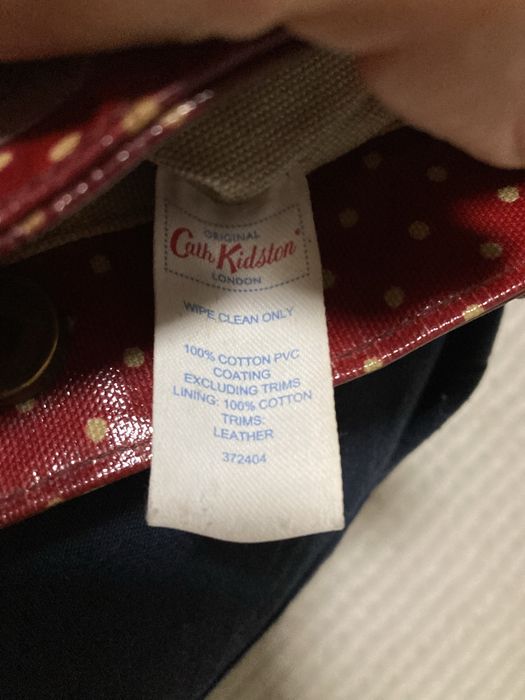 ORIGINAL
Cath Kidston
LONDON
WIPE CLEAN ONLY
100% COTTON PVC
COATING
EXCLUDING TRIMS
LINING: 100% COTTON
TRIMS:
LEATHER
372404